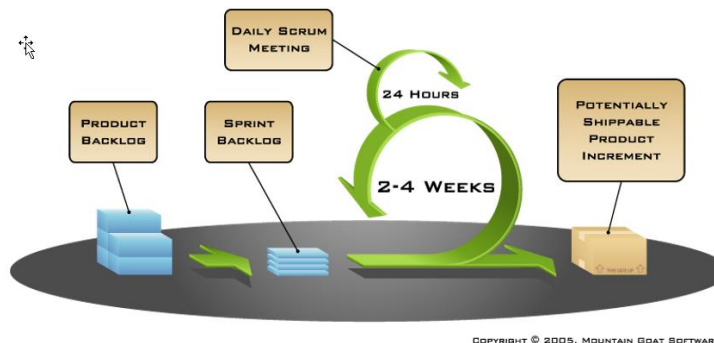 DAILY SCRUM
MEETING
24 HOURS
PRODUCT
BACKLOG
SPRINT
BACKLOG
POTENTIALLY
SHIPPABLE
PRODUCT
INCREMENT
2-4 WEEKS
COPYRIGHT © 2005, MOUNTAIN GOAT SOFTWAR